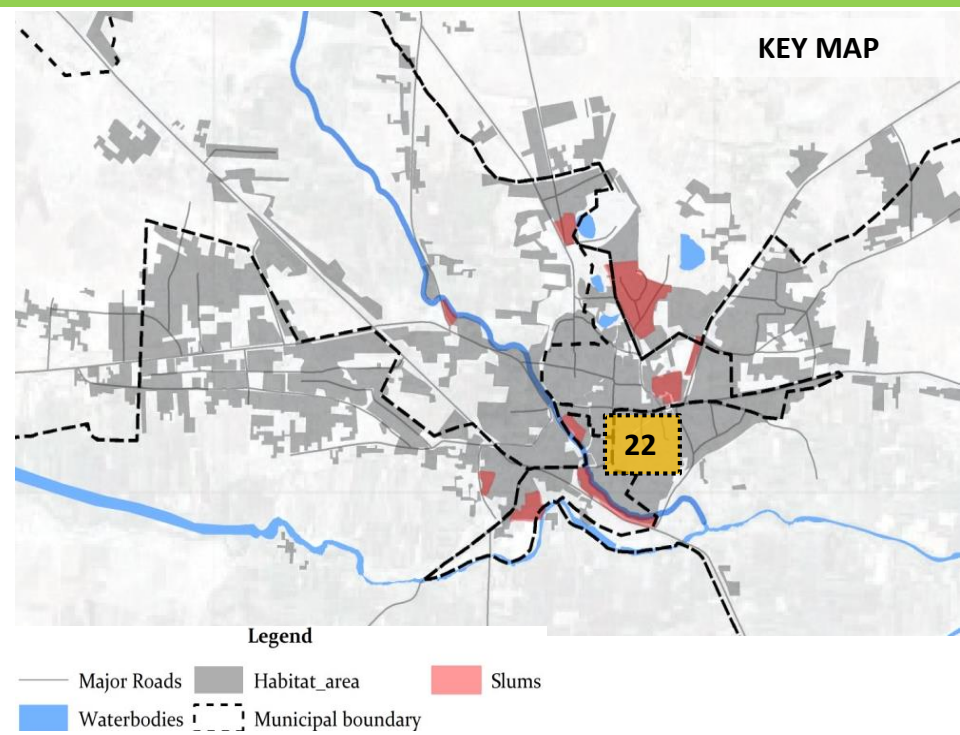 KEY MAP
22
Legend
Major Roads Habitat_area Slums
Waterbodies Municipal boundary